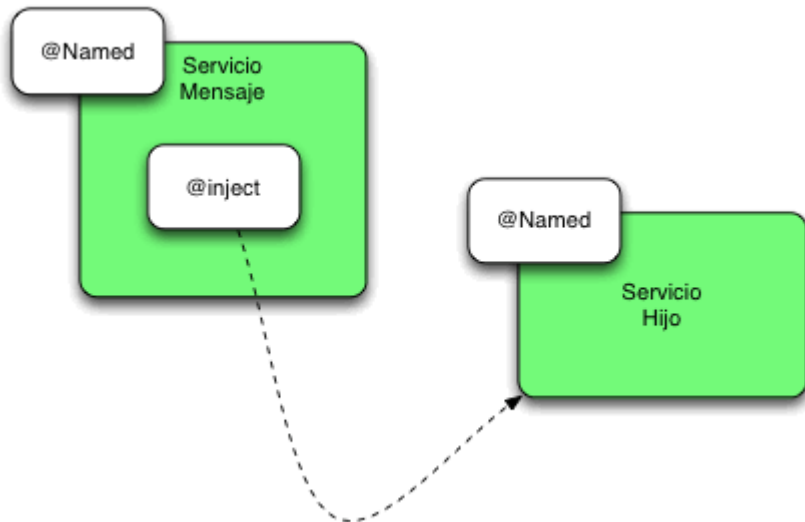 @Named
Servicio
Mensaje
@inject
@Named
Servicio
Hijo